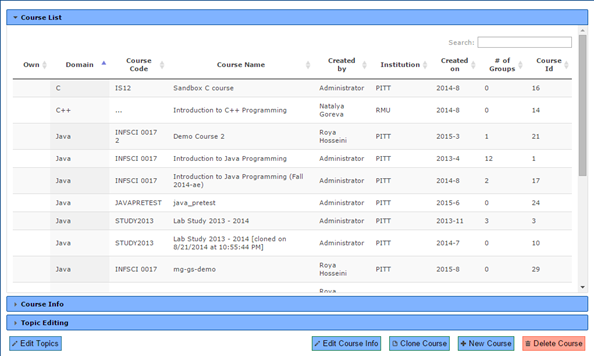 Course List
Search:
Own Domain Course Code Course Name Created by Institution Created on # of Groups Course Id
C IS12 Sandbox C course Administrator PITT 2014-8 0 16
C++ ... Introduction to C++ Programming Natalya Goreva RMU 2014-8 0 14
Java INFSCI 0017 2 Demo Course 2 Roya Hosseini PITT 2015-3 1 21
Java INFSCI 0017 Introduction to Java Programming Administrator PITT 2013-4 12 1
Java INFSCI 0017 Introduction to Java Programming (Fall 2014-ae) Administrator PITT 2014-8 2 17
Java JAVAPRETEST java_pretest Administrator PITT 2015-6 0 24
Java STUDY2013 Lab Study 2013 - 2014 Administrator PITT 2013-11 3 3
Java STUDY2013 Lab Study 2013 - 2014 [cloned on 8/21/2014 at 10:55:44 PM] Administrator PITT 2014-7 0 10
Java INFSCI 0017 mg-gs-demo Roya Hosseini PITT 2015-8 0 29
Roya
Course Info
Topic Editing
Edit Topics Edit Course Info Clone Course New Course Delete Course